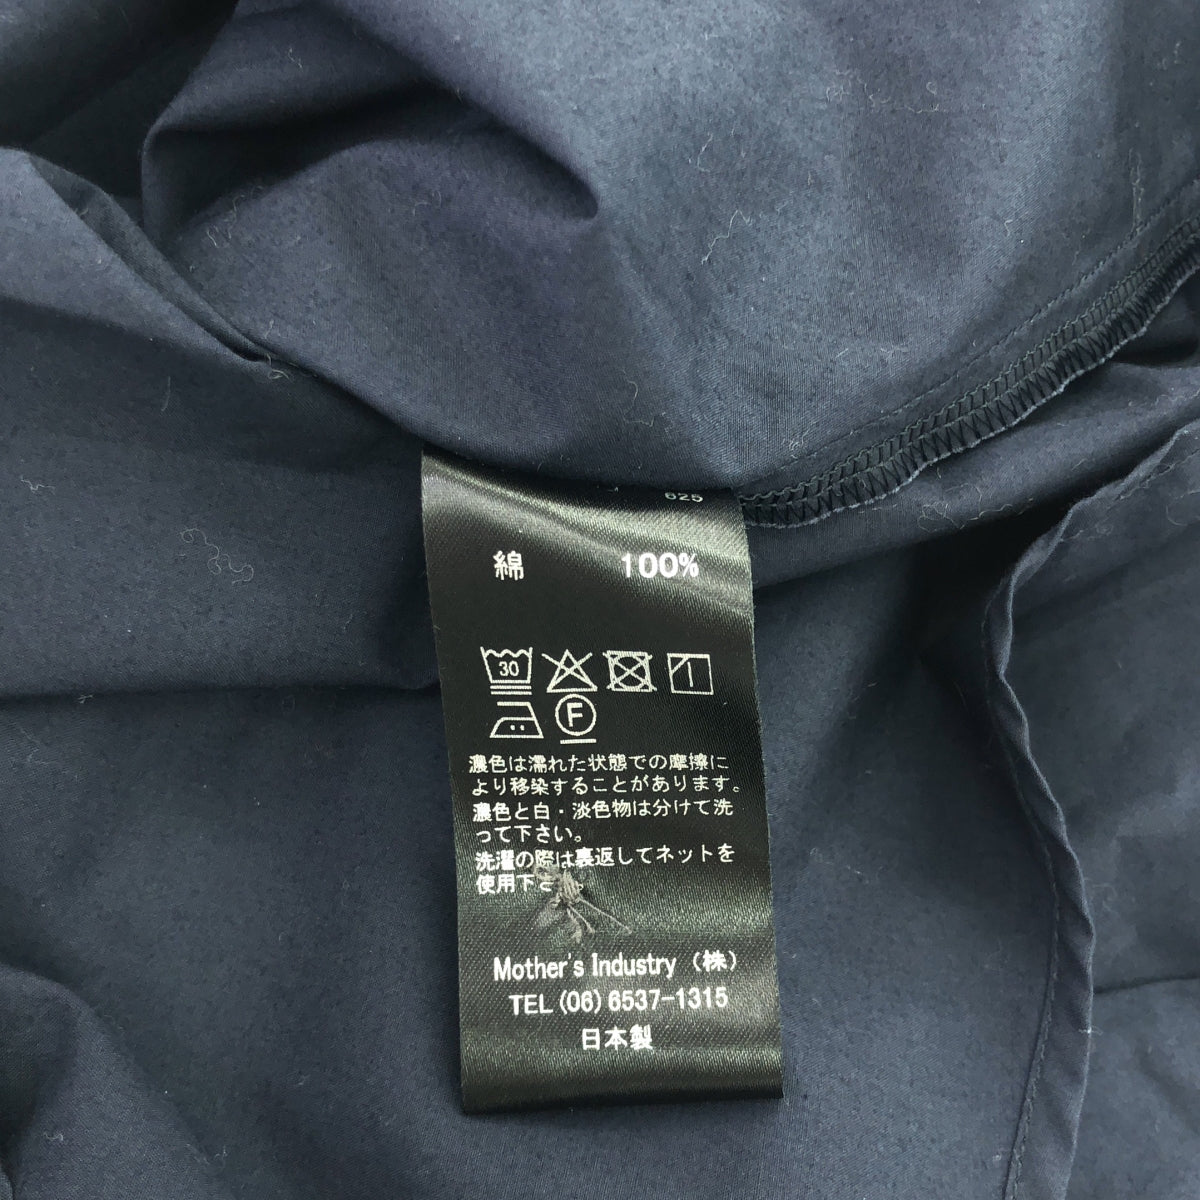 625
綿 100%
30
F
濃色は濡れた状態での摩擦に
より移染することがあります。
濃色と白・淡色物は分けて洗
って下さい。
洗濯の際は裏返してネットを
使用下さ
Mother's Industry (株)
TEL (06) 6537-1315
日本製